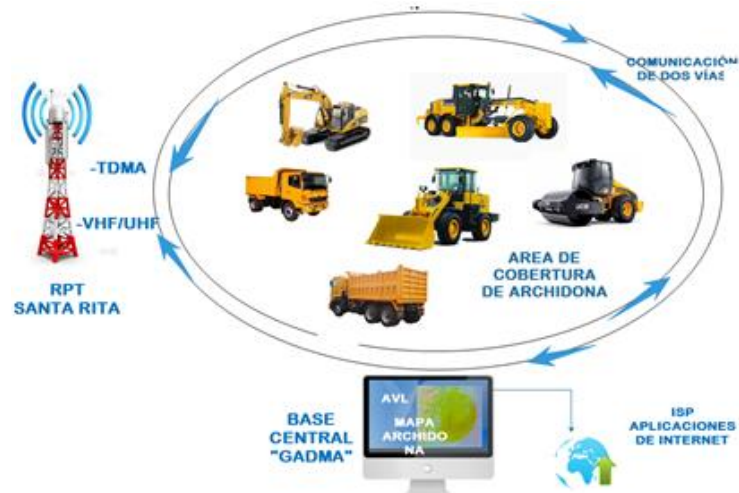 COMUNICACIÓN
DE DOS VÍAS
-TDMA
-VHF/UHF
RPT
SANTA RITA
AREA DE
COBERTURA
DE ARCHIDONA
BASE
CENTRAL
"GADMA"
AVL
MAPA
ARCHIDO
NA
ISP
APLICACIONES
DE INTERNET